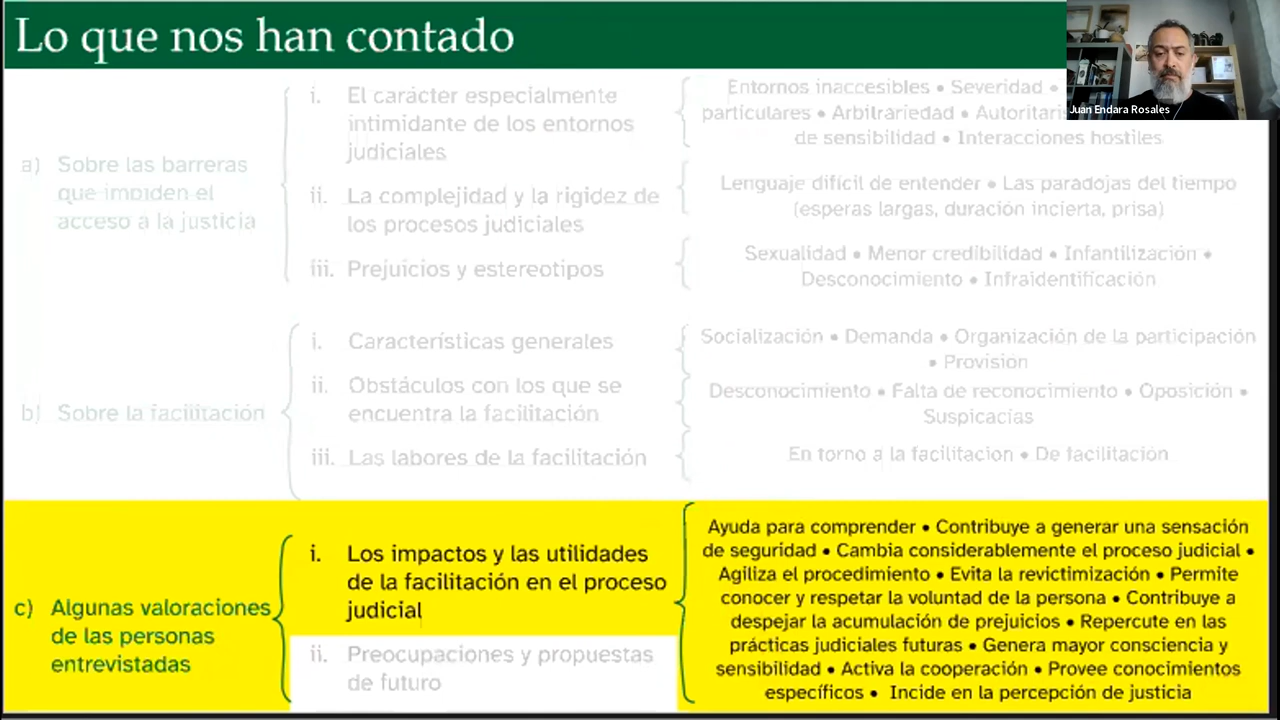 Lo que nos han contado
Juan Endara Rosales
a) Sobre las barreras
que impiden el
acceso a la justicia
i. El carácter especialmente
intimidante de los entornos
judiciales
Entornos inaccesibles • Severidad •
particulares • Arbitrariedad •
de sensibilidad • Interacciones hostiles
ii. La complejidad y la rigidez de
los procesos judiciales
Lenguaje difícil de entender • Las paradojas del tiempo
(esperas largas, duración incierta, prisa)
iii. Prejuicios y estereotipos
Sexualidad • Menor credibilidad • Infantilización •
Desconocimiento • Infraidentificación
b) Sobre la facilitación
i. Características generales
Socialización • Demanda • Organización de la participación
• Provisión
ii. Obstáculos con los que se
encuentra la facilitación
Desconocimiento • Falta de reconocimiento • Oposición •
Suspicacias
iii. Las labores de la facilitación
En torno a la facilitacion • De facilitación
c) Algunas valoraciones
de las personas
entrevistadas
i. Los impactos y las utilidades
de la facilitación en el proceso
judicial
Ayuda para comprender • Contribuye a generar una sensación
de seguridad • Cambia considerablemente el proceso judicial •
Agiliza el procedimiento • Evita la revictimización • Permite
conocer y respetar la voluntad de la persona • Contribuye a
despejar la acumulación de prejuicios • Repercute en las
prácticas judiciales futuras • Genera mayor consciencia y
sensibilidad • Activa la cooperación • Provee conocimientos
específicos • Incide en la percepción de justicia
ii. Preocupaciones y propuestas
de futuro